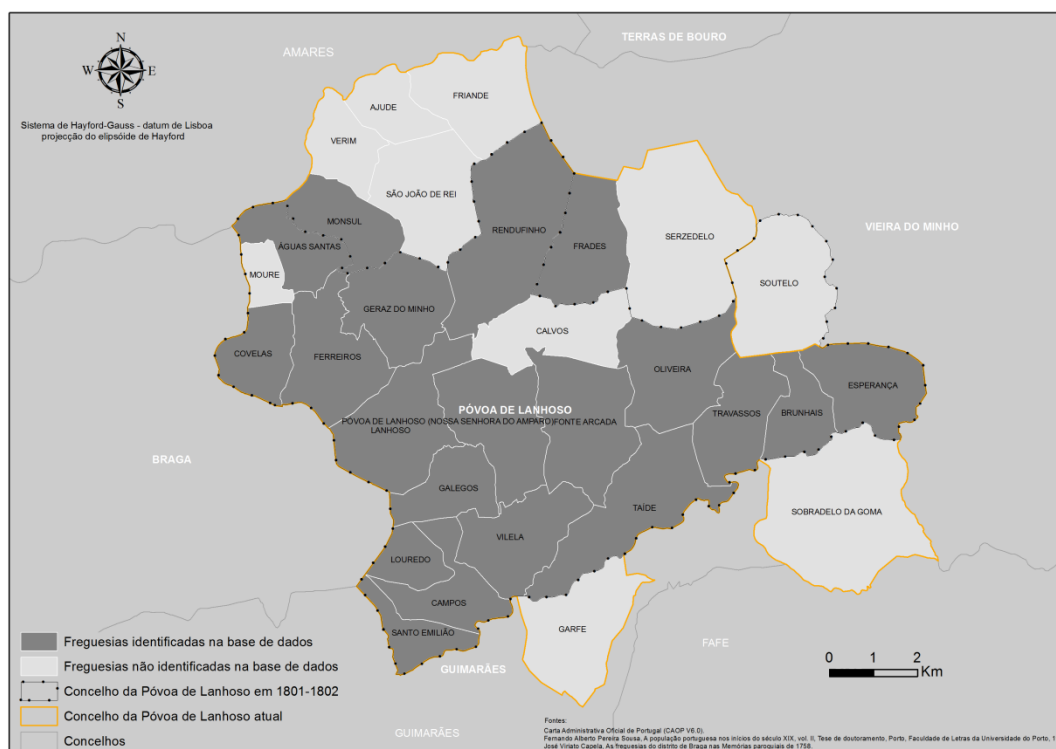 TERRAS DE BOURO
AMARES
N
W E
S
Sistema de Hayford-Gauss - datum de Lisboa
projecção do elipsóide de Hayford
FRIANDE
AJUDE
VERIM
SÃO JOÃO DE REI
MONSUL
RENDUFINHO
SERZEDELO
VIEIRA DO MINHO
ÁGUAS SANTAS
FRADES
MOURE
SOUTELO
GERAZ DO MINHO
CALVOS
COVELAS
FERREIROS
OLIVEIRA
ESPERANÇA
PÓVOA DE LANHOSO
TRAVASSOS
BRUNHAIS
PÓVOA DE LANHOSO (NOSSA SENHORA DO AMPARO)
FONTE ARCADA
LANHOSO
BRAGA
GALEGOS
TAÍDE
SOBRADELO DA GOMA
VILELA
LOUREDO
CAMPOS
SANTO EMILIÃO
GARFE
FAFE
GUIMARÃES
GUIMARÃES
Freguesias identificadas na base de dados
Freguesias não identificadas na base de dados
Concelho da Póvoa de Lanhoso em 1801-1802
Concelho da Póvoa de Lanhoso atual
Concelhos
0 1 2
Km
Fontes:
Carta Administrativa Oficial de Portugal (CAOP V6.0).
Fernando Alberto Pereira Sousa, A população portuguesa nos inícios do século XIX, vol. II, Tese de doutoramento, Porto, Faculdade de Letras da Universidade do Porto, 1
José Viriato Capela, As freguesias do distrito de Braga nas Memórias paroquiais de 1758.